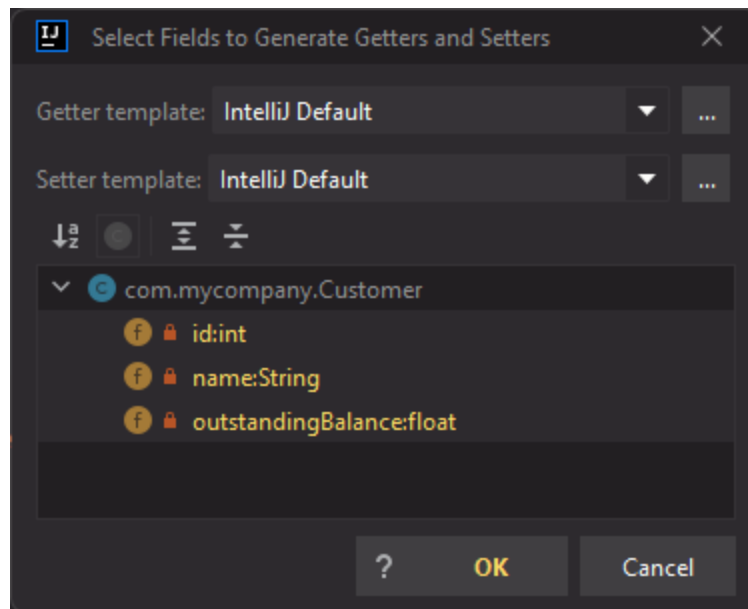 IJ Select Fields to Generate Getters and Setters
Getter template: IntelliJ Default ...
Setter template: IntelliJ Default ...
a
z
C
C com.mycompany.Customer
f id:int
f name:String
f outstandingBalance:float
? OK Cancel